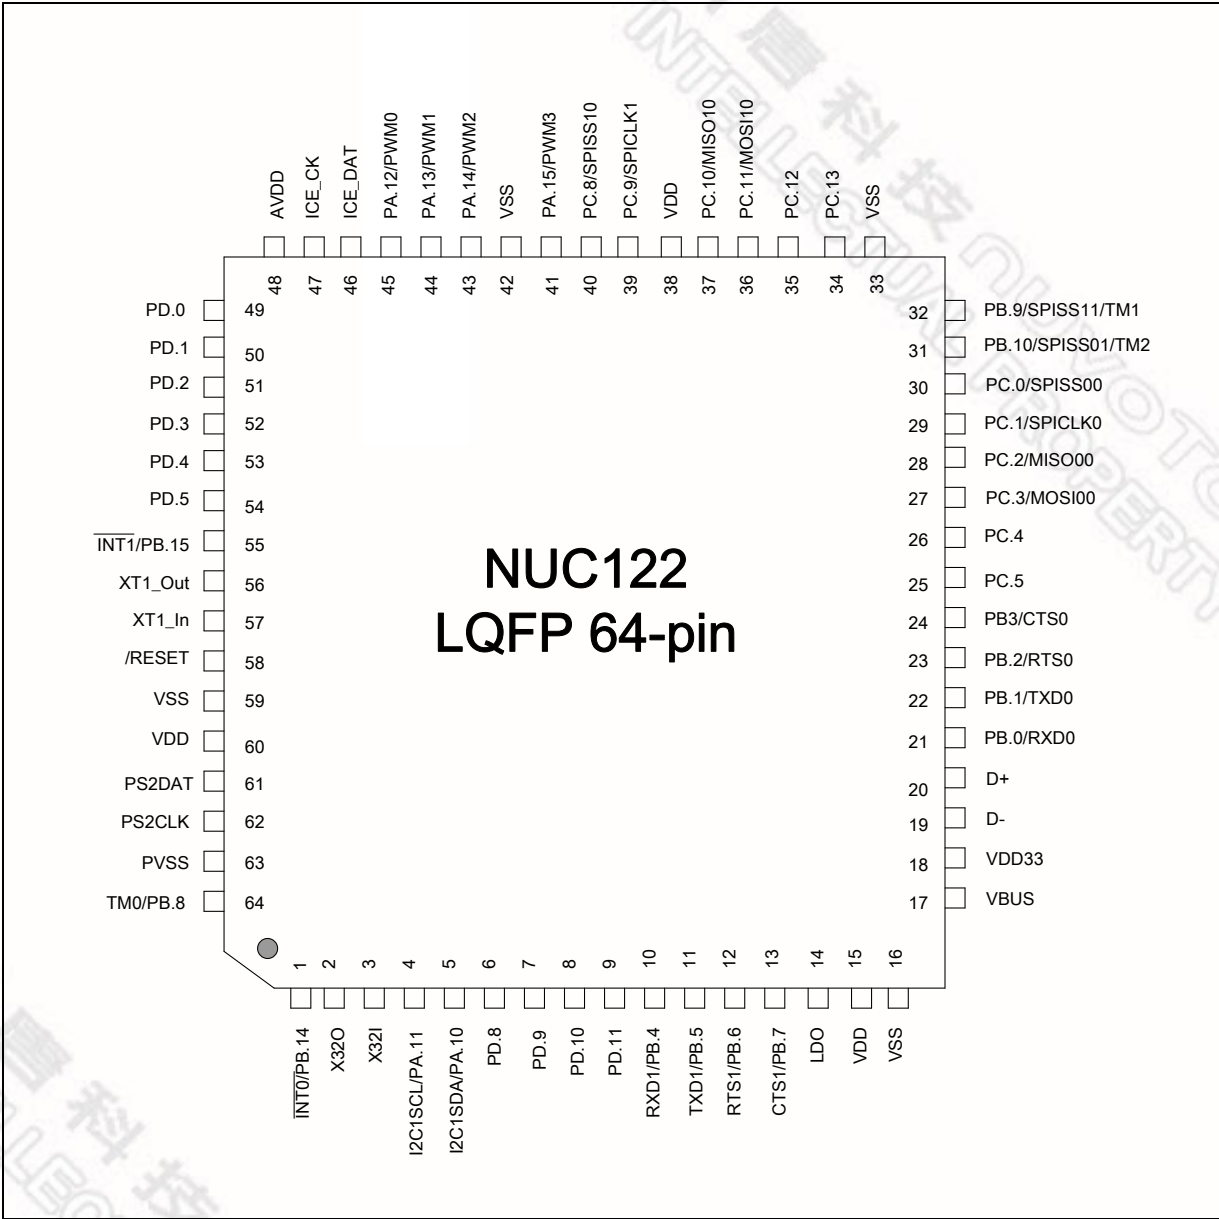 AVDD
ICE_CK
ICE_DAT
PA.12/PWM0
PA.13/PWM1
PA.14/PWM2
VSS
PA.15/PWM3
PC.8/SPISS10
PC.9/SPICLK1
VDD
PC.10/MISO10
PC.11/MOSI10
PC.12
PC.13
VSS
48
47
46
45
44
43
42
41
40
39
38
37
36
35
34
33
PD.0 49
PD.1 50
PD.2 51
PD.3 52
PD.4 53
PD.5 54
INT1/PB.15 55
XT1_Out 56
XT1_In 57
/RESET 58
VSS 59
VDD 60
PS2DAT 61
PS2CLK 62
PVSS 63
TM0/PB.8 64
NUC122
LQFP 64-pin
32 PB.9/SPISS11/TM1
31 PB.10/SPISS01/TM2
30 PC.0/SPISS00
29 PC.1/SPICLK0
28 PC.2/MISO00
27 PC.3/MOSI00
26 PC.4
25 PC.5
24 PB3/CTS0
23 PB.2/RTS0
22 PB.1/TXD0
21 PB.0/RXD0
20 D+
19 D-
18 VDD33
17 VBUS
1
2
3
4
5
6
7
8
9
10
11
12
13
14
15
16
INT0/PB.14
X32O
X32I
I2C1SCL/PA.11
I2C1SDA/PA.10
PD.8
PD.9
PD.10
PD.11
RXD1/PB.4
TXD1/PB.5
RTS1/PB.6
CTS1/PB.7
LDO
VDD
VSS
唐科技 nuvoTo
INTELLECTUAL PROPERTY
唐科技